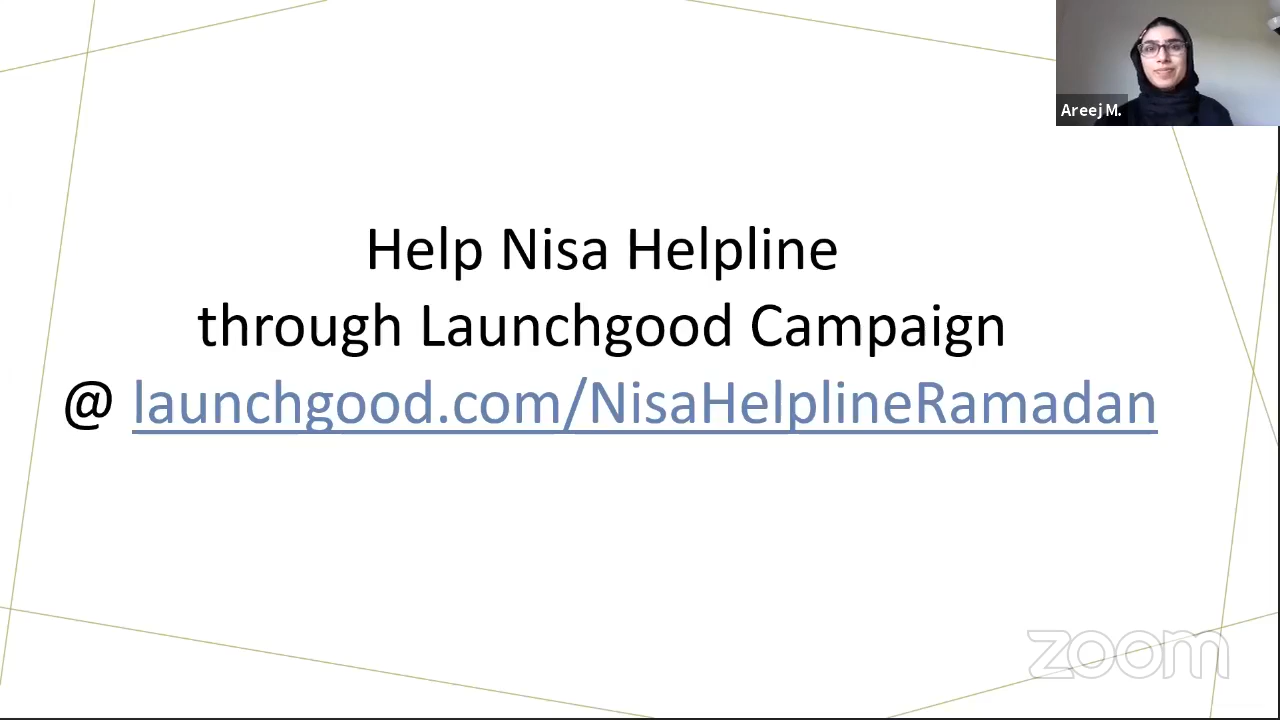 Areej M.
Help Nisa Helpline
through Launchgood Campaign
@ launchgood.com/NisaHelplineRamadan
zoom